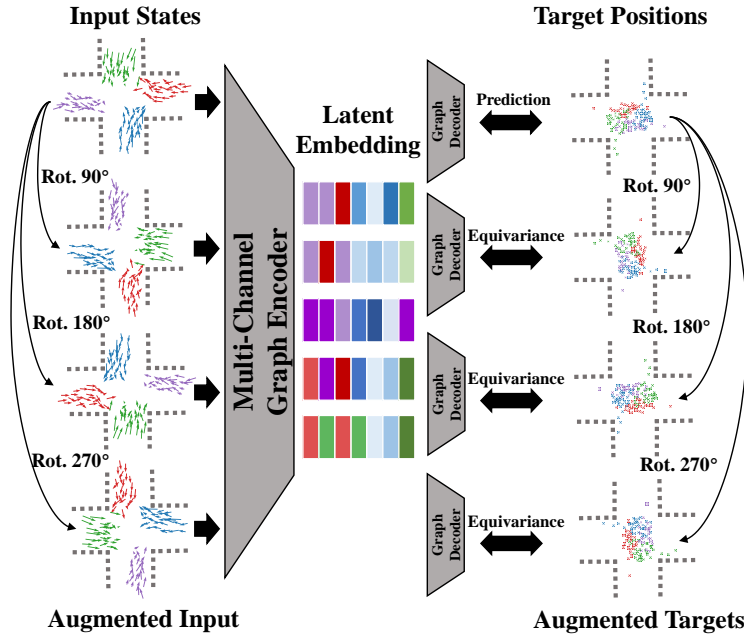 Input States
Target Positions
Rot. 90°
Rot. 180°
Rot. 270°
Augmented Input
Multi-Channel
Graph Encoder
Latent
Embedding
Graph
Decoder
Prediction
Graph
Decoder
Equivariance
Graph
Decoder
Equivariance
Graph
Decoder
Equivariance
Rot. 90°
Rot. 180°
Rot. 270°
Augmented Targets